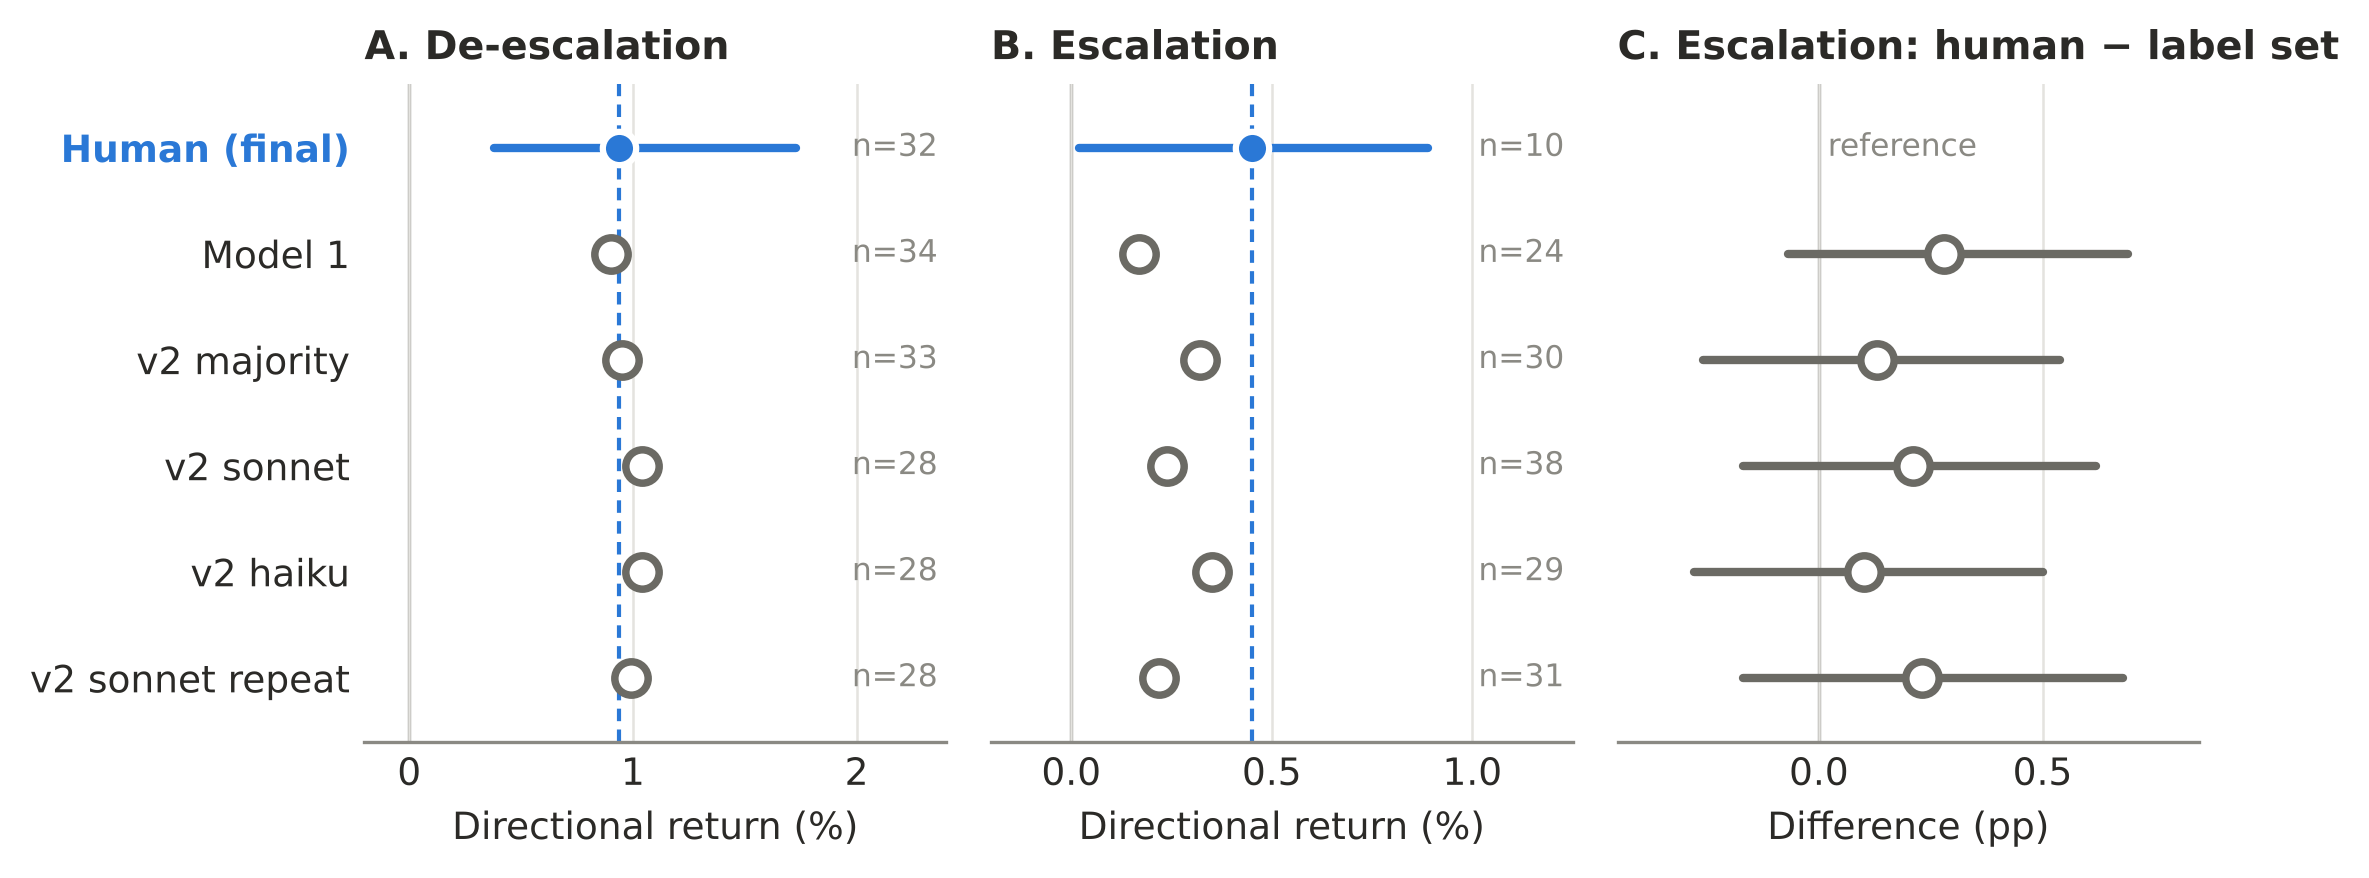 A. De-escalation
B. Escalation
C. Escalation: human − label set
Human (final)
n=32
n=10
reference
Model 1
n=34
n=24
v2 majority
n=33
n=30
v2 sonnet
n=28
n=38
v2 haiku
n=28
n=29
v2 sonnet repeat
n=28
n=31
0
1
2
0.0
0.5
1.0
0.0
0.5
Directional return (%)
Directional return (%)
Difference (pp)